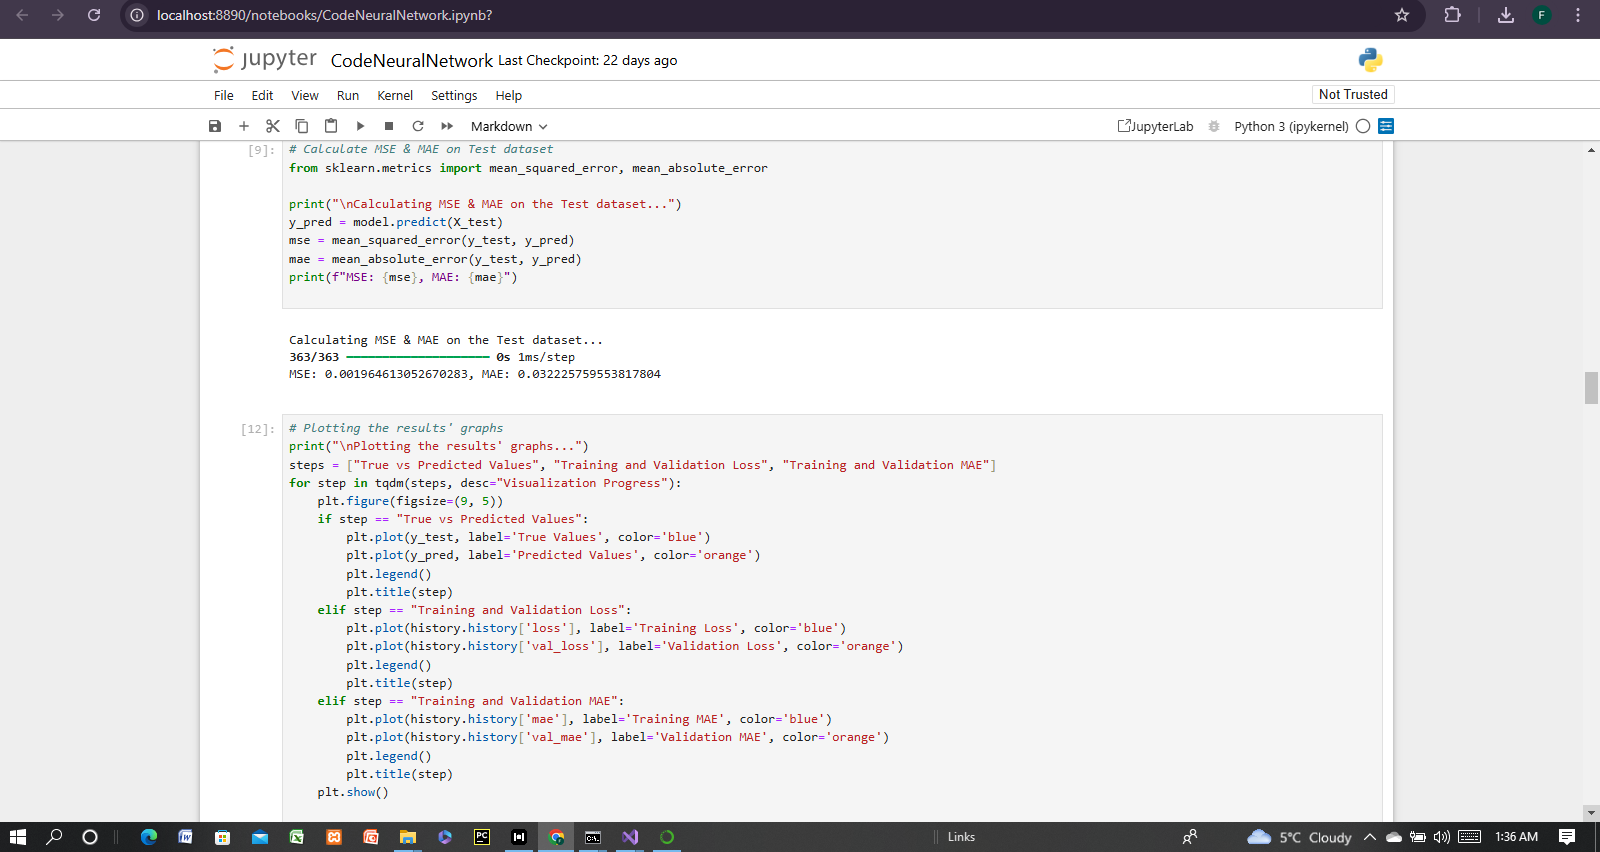 localhost:8890/notebooks/CodeNeuralNetwork.ipynb?
F
jupyter CodeNeuralNetwork Last Checkpoint: 22 days ago
File Edit View Run Kernel Settings Help
Not Trusted
Markdown
JupyterLab
Python 3 (ipykernel)
[9]:
# Calculate MSE & MAE on Test dataset
from sklearn.metrics import mean_squared_error, mean_absolute_error
print("\nCalculating MSE & MAE on the Test dataset...")
y_pred = model.predict(X_test)
mse = mean_squared_error(y_test, y_pred)
mae = mean_absolute_error(y_test, y_pred)
print(f"MSE: {mse}, MAE: {mae}")
Calculating MSE & MAE on the Test dataset...
363/363 ━━━━━━━━━━━━━━━━━━━━ 0s 1ms/step
MSE: 0.001964613052670283, MAE: 0.032225759553817804
[12]:
# Plotting the results' graphs
print("\nPlotting the results' graphs...")
steps = ["True vs Predicted Values", "Training and Validation Loss", "Training and Validation MAE"]
for step in tqdm(steps, desc="Visualization Progress"):
    plt.figure(figsize=(9, 5))
    if step == "True vs Predicted Values":
        plt.plot(y_test, label='True Values', color='blue')
        plt.plot(y_pred, label='Predicted Values', color='orange')
        plt.legend()
        plt.title(step)
    elif step == "Training and Validation Loss":
        plt.plot(history.history['loss'], label='Training Loss', color='blue')
        plt.plot(history.history['val_loss'], label='Validation Loss', color='orange')
        plt.legend()
        plt.title(step)
    elif step == "Training and Validation MAE":
        plt.plot(history.history['mae'], label='Training MAE', color='blue')
        plt.plot(history.history['val_mae'], label='Validation MAE', color='orange')
        plt.legend()
        plt.title(step)
    plt.show()
PC
Links
5°C Cloudy
1:36 AM